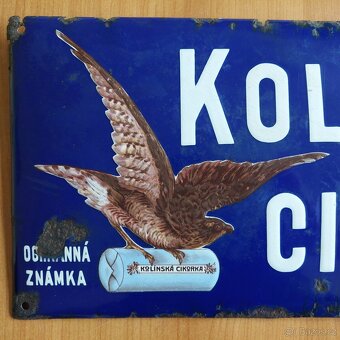 KOL
CI
OCHRANNÁ
ZNÁMKA
KOLÍNSKÁ CIKORKA